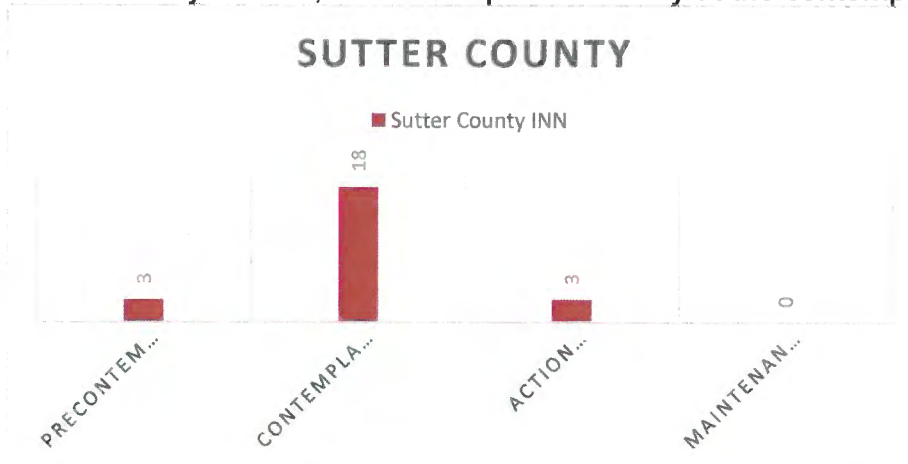 SUTTER COUNTY
Sutter County INN
3
18
3
0
PRECONTEM...
CONTEMPLA...
ACTION...
MAINTENAN...